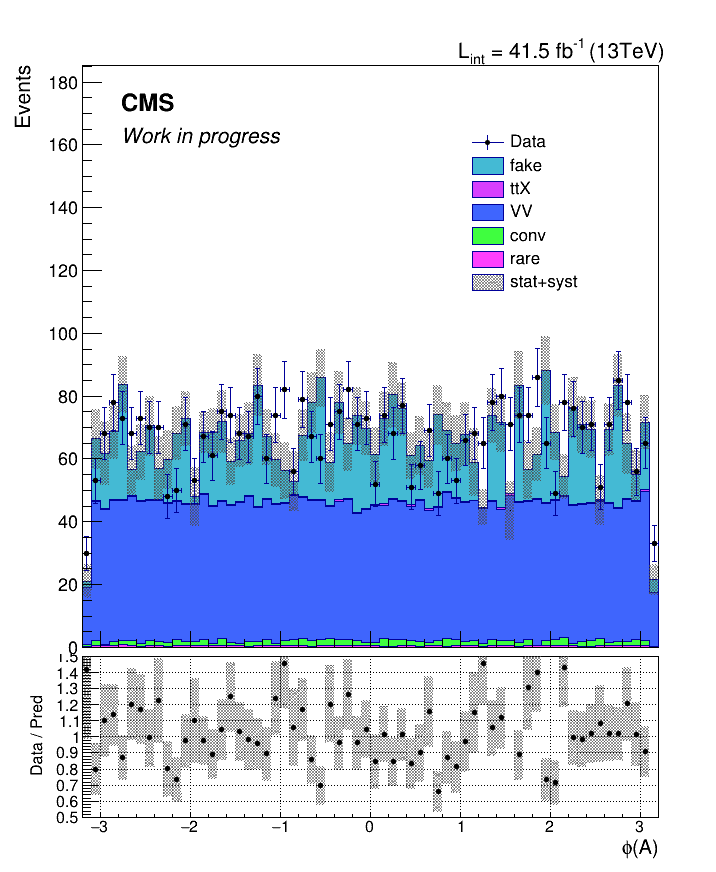 L_int = 41.5 fb^-1 (13TeV)
Events
180
160
140
120
100
80
60
40
20
0
CMS
Work in progress
Data
fake
ttX
VV
conv
rare
stat+syst
Data / Pred
1.5
1.4
1.3
1.2
1.1
1
0.9
0.8
0.7
0.6
0.5
−3 −2 −1 0 1 2 3
ϕ(A)